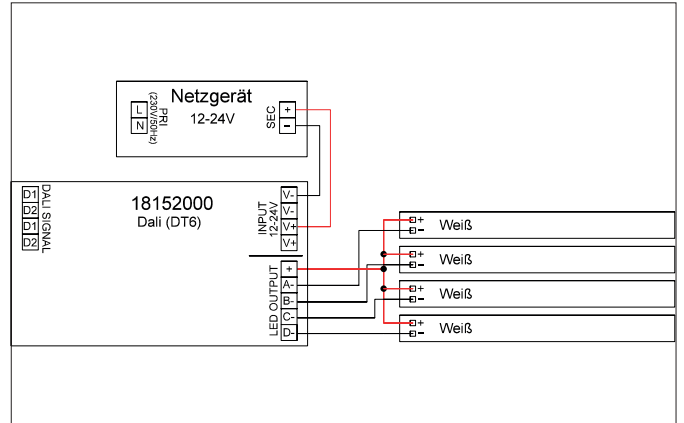 Netzgerät
12-24V
L
N
PRI
(230V/50Hz)
SEC
+
−
18152000
Dali (DT6)
D1
D2
D1
D2
DALI SIGNAL
INPUT
12-24V
V-
V-
V+
V+
LED OUTPUT
+
A-
B-
C-
D-
+
− Weiß
+
− Weiß
+
− Weiß
+
− Weiß